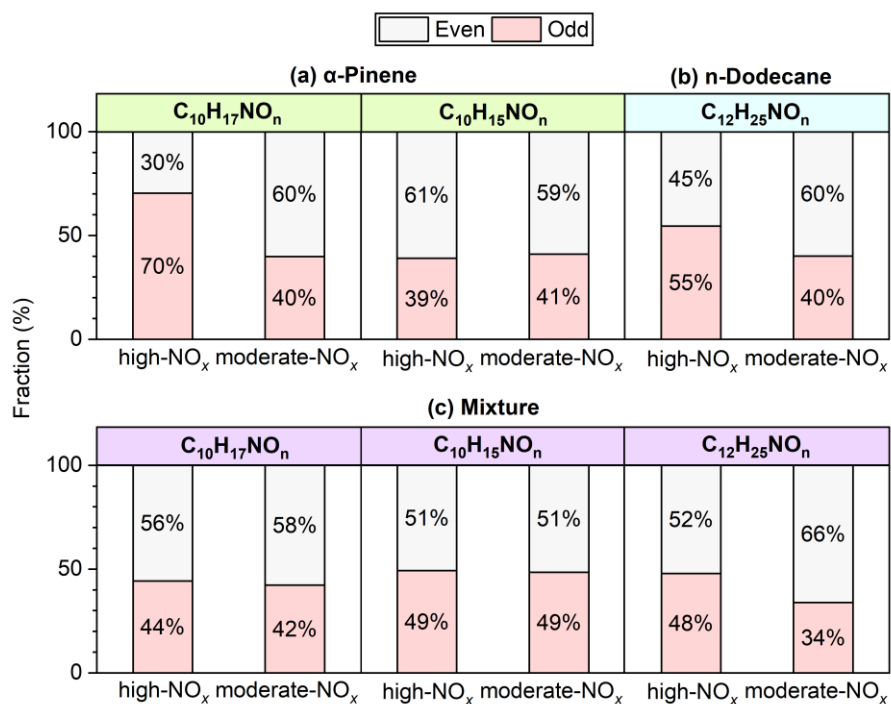 Even Odd
(a) α-Pinene (b) n-Dodecane
C₁₀H₁₇NOₙ C₁₀H₁₅NOₙ C₁₂H₂₅NOₙ
100
30% 60% 61% 59% 45% 60%
50
70% 40% 39% 41% 55% 40%
0
high-NOₓ moderate-NOₓ high-NOₓ moderate-NOₓ high-NOₓ moderate-NOₓ
Fraction (%)
(c) Mixture
C₁₀H₁₇NOₙ C₁₀H₁₅NOₙ C₁₂H₂₅NOₙ
100
56% 58% 51% 51% 52% 66%
50
44% 42% 49% 49% 48% 34%
0
high-NOₓ moderate-NOₓ high-NOₓ moderate-NOₓ high-NOₓ moderate-NOₓ